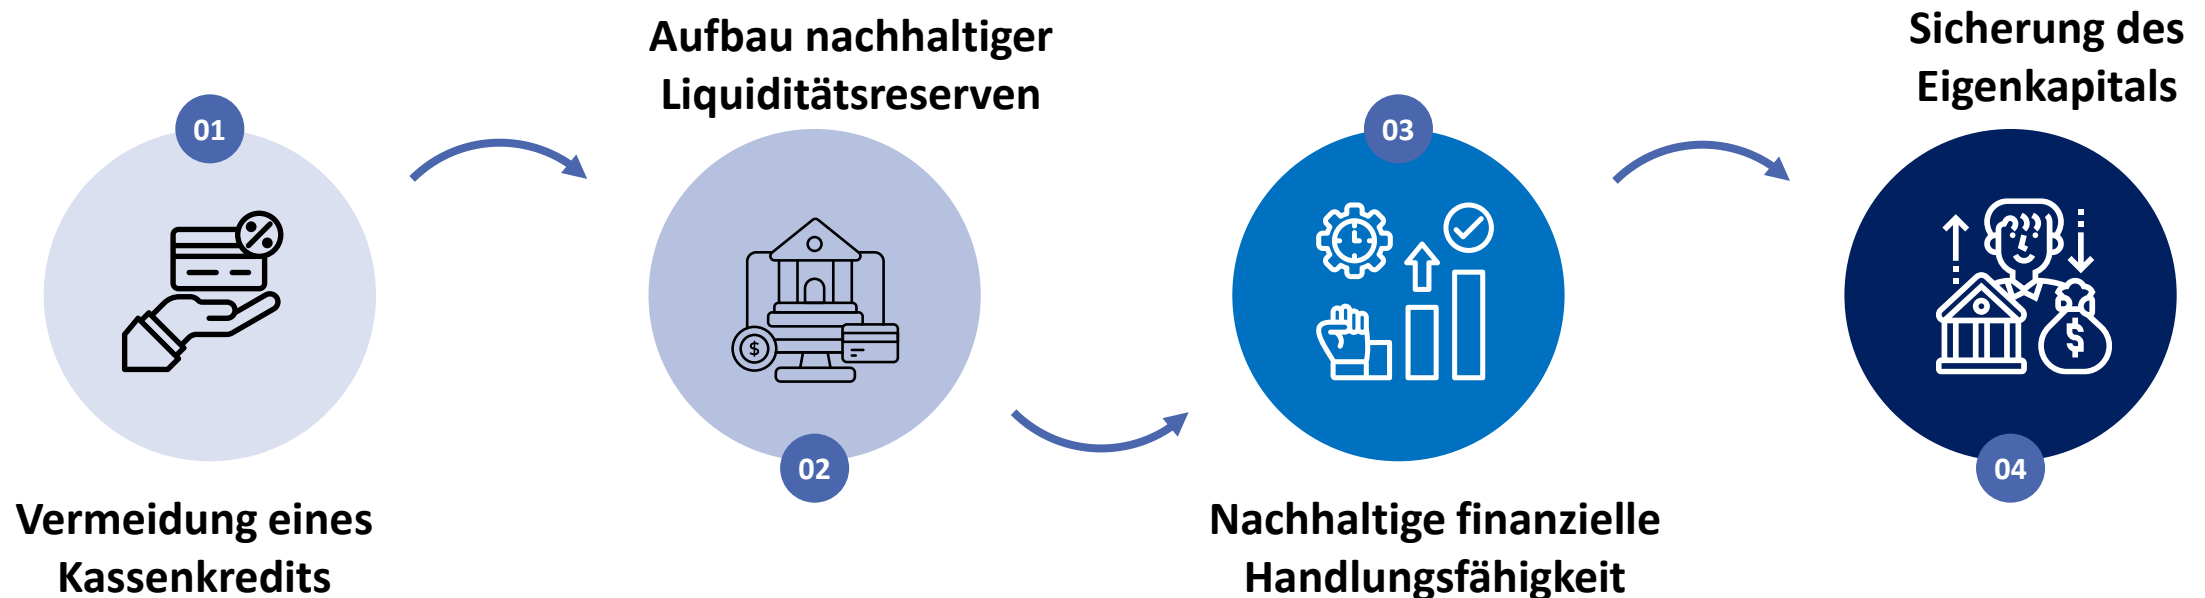 01
Vermeidung eines
Kassenkredits
Aufbau nachhaltiger
Liquiditätsreserven
$
02
03
Nachhaltige finanzielle
Handlungsfähigkeit
Sicherung des
Eigenkapitals
$
04